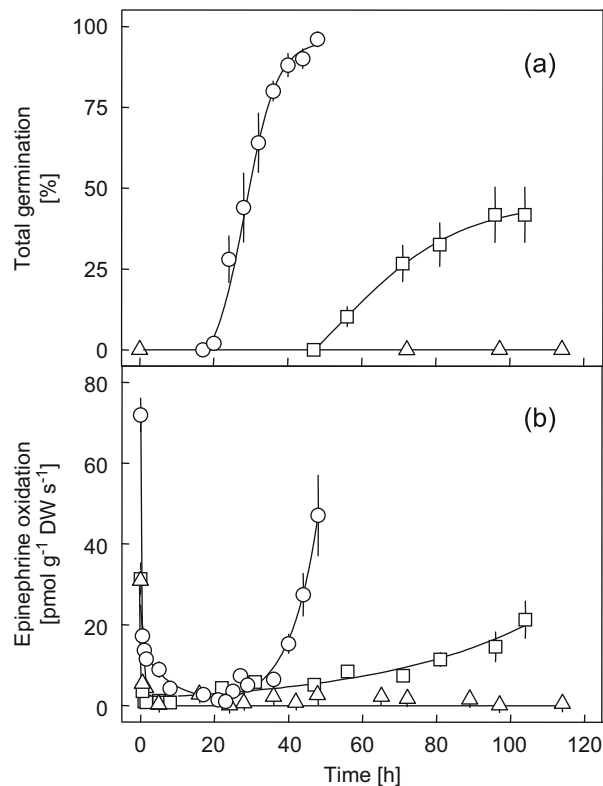 (a)
100
75
50
25
0
Total germination
[%]
(b)
80
60
40
20
0
Epinephrine oxidation
[pmol g⁻¹ DW s⁻¹]
0 20 40 60 80 100 120
Time [h]